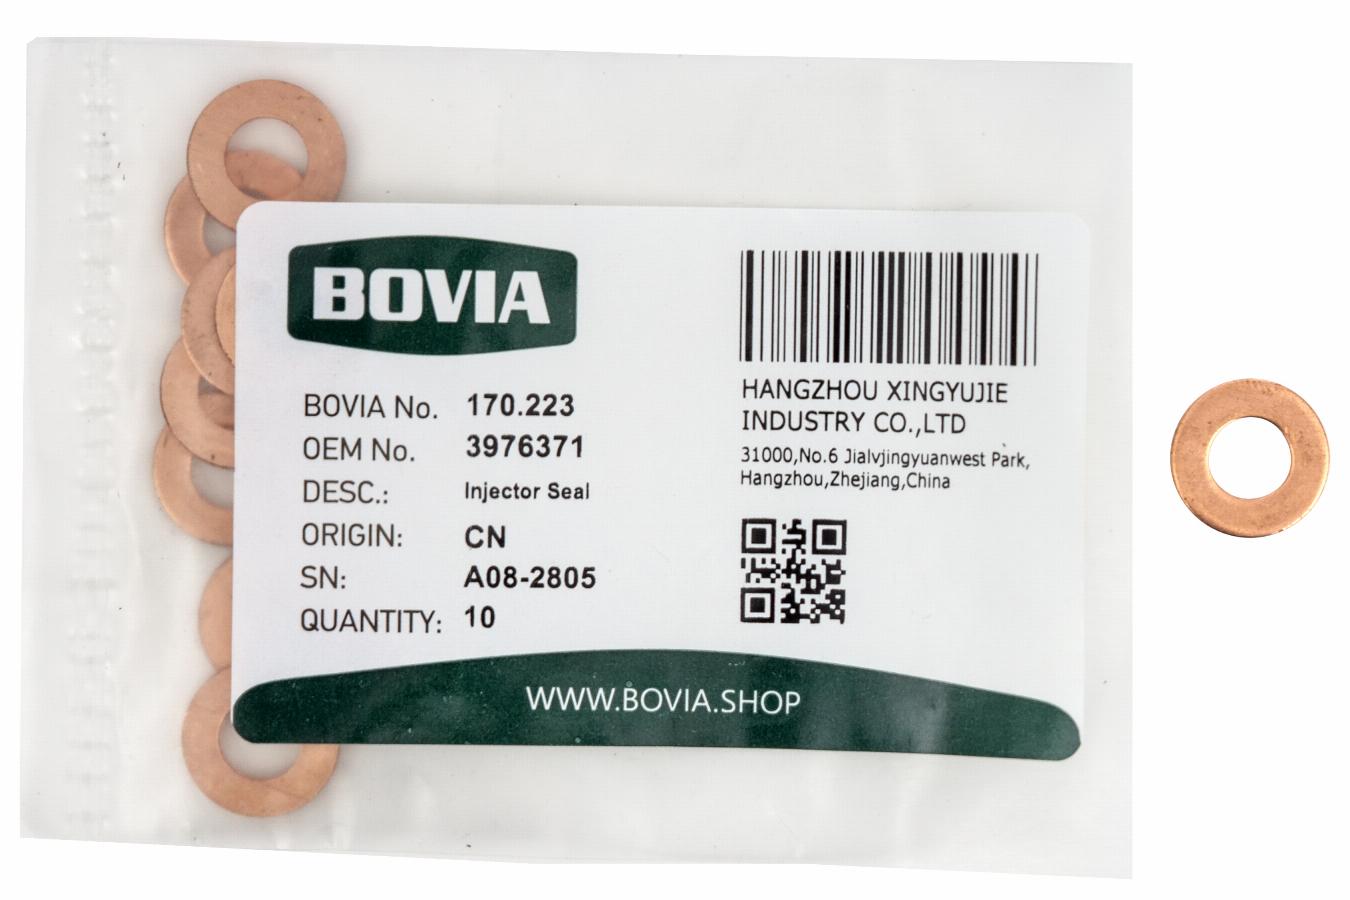 BOVIA
BOVIA No. 170.223
OEM No. 3976371
DESC.: Injector Seal
ORIGIN: CN
SN: A08-2805
QUANTITY: 10
HANGZHOU XINGYUJIE
INDUSTRY CO.,LTD
31000,No.6 Jialvjingyuanwest Park,
Hangzhou,Zhejiang,China
WWW.BOVIA.SHOP